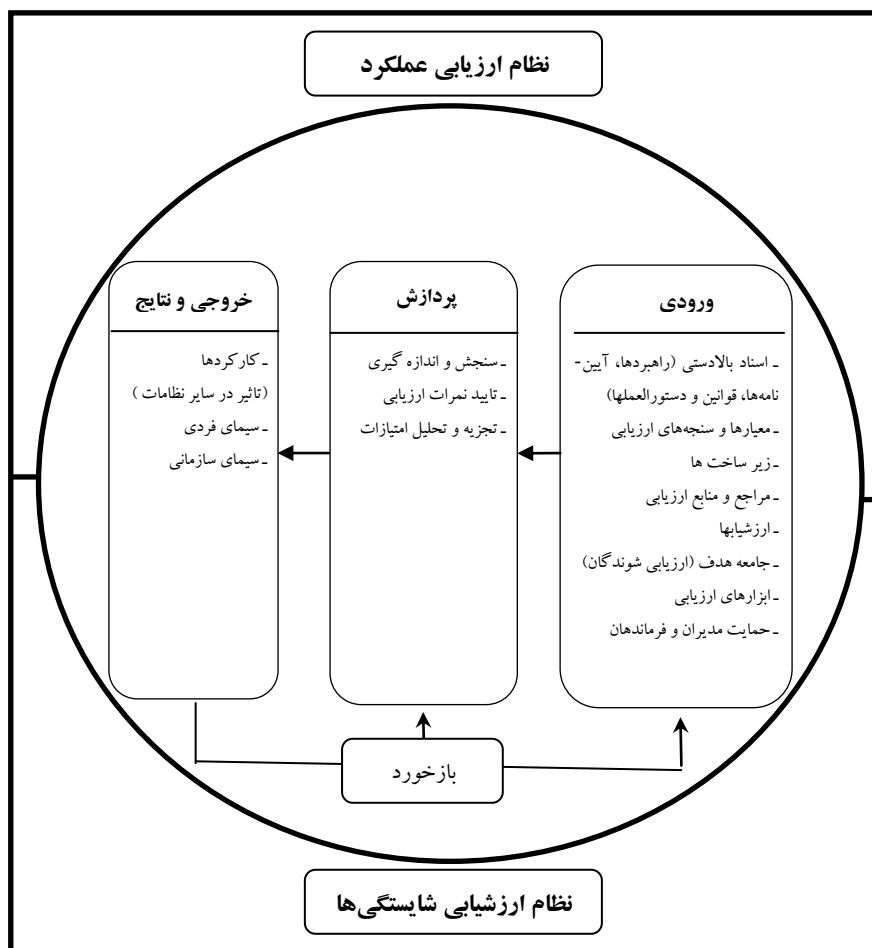 نظام ارزیابی عملکرد
ورودی
ـ اسناد بالادستی (راهبردها، آیین-
نامه‌ها، قوانین و دستورالعملها)
ـ معیارها و سنجه‌های ارزیابی
ـ زیر ساخت ها
ـ مراجع و منابع ارزیابی
ـ ارزشیابها
ـ جامعه هدف (ارزیابی شوندگان)
ـ ابزارهای ارزیابی
ـ حمایت مدیران و فرماندهان
پردازش
ـ سنجش و اندازه گیری
ـ تایید نمرات ارزیابی
ـ تجزیه و تحلیل امتیازات
خروجی و نتایج
ـ کارکردها
(تاثیر در سایر نظامات )
ـ سیمای فردی
ـ سیمای سازمانی
بازخورد
نظام ارزشیابی شایستگی‌ها